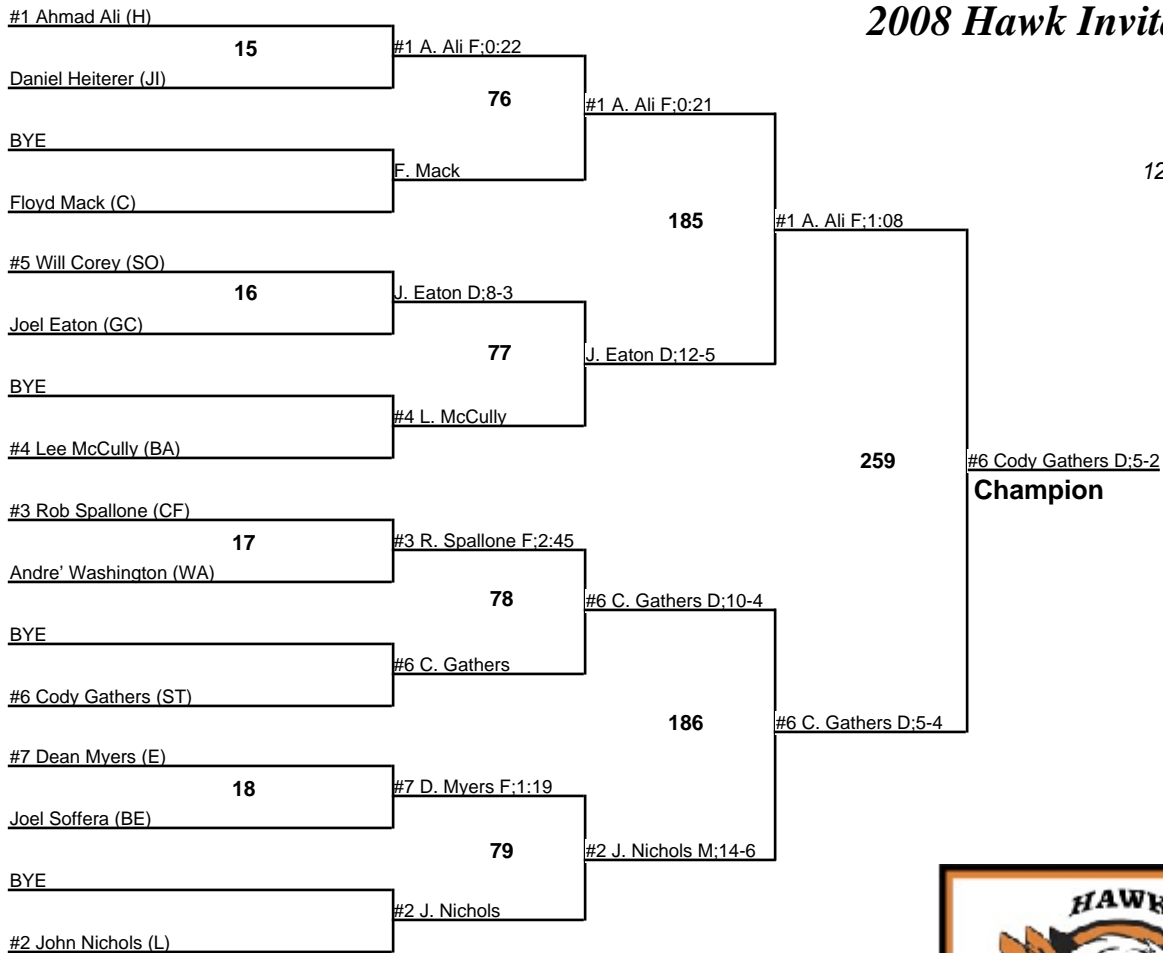 2008 Hawk Invita
12
#1 Ahmad Ali (H)
15
Daniel Heiterer (JI)
#1 A. Ali F;0:22
76
BYE
Floyd Mack (C)
F. Mack
#1 A. Ali F;0:21
185
#5 Will Corey (SO)
16
Joel Eaton (GC)
J. Eaton D;8-3
77
BYE
#4 Lee McCully (BA)
#4 L. McCully
J. Eaton D;12-5
#1 A. Ali F;1:08
259
#3 Rob Spallone (CF)
17
Andre' Washington (WA)
#3 R. Spallone F;2:45
78
BYE
#6 Cody Gathers (ST)
#6 C. Gathers
#6 C. Gathers D;10-4
186
#7 Dean Myers (E)
18
Joel Soffera (BE)
#7 D. Myers F;1:19
79
BYE
#2 John Nichols (L)
#2 J. Nichols
#2 J. Nichols M;14-6
#6 C. Gathers D;5-4
#6 Cody Gathers D;5-2
Champion